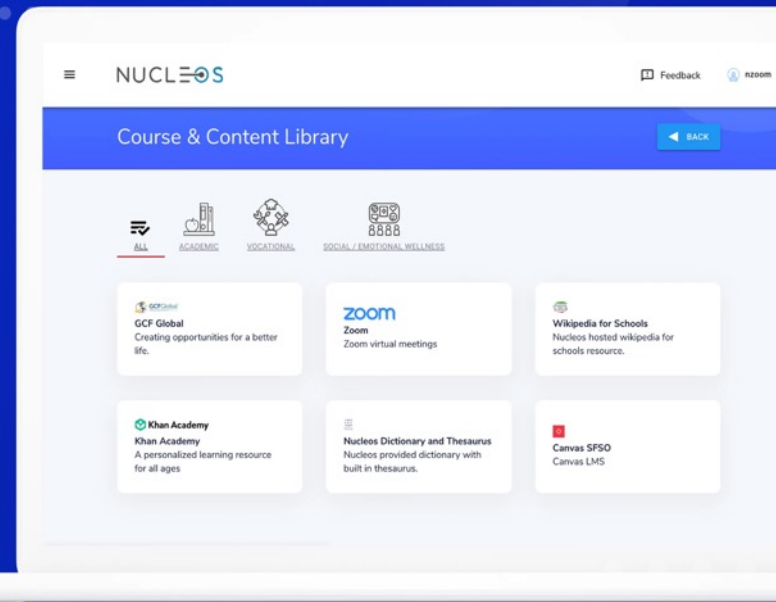 NUCLEOS
Feedback
nzoom
Course & Content Library
BACK
ALL
ACADEMIC
VOCATIONAL
SOCIAL / EMOTIONAL WELLNESS
GCFGlobal
GCF Global
Creating opportunities for a better
life.
zoom
Zoom
Zoom virtual meetings
Wikipedia for Schools
Nucleos hosted wikipedia for
schools resource.
Khan Academy
Khan Academy
A personalized learning resource
for all ages
Nucleos Dictionary and Thesaurus
Nucleos provided dictionary with
built in thesaurus.
Canvas SFSO
Canvas LMS